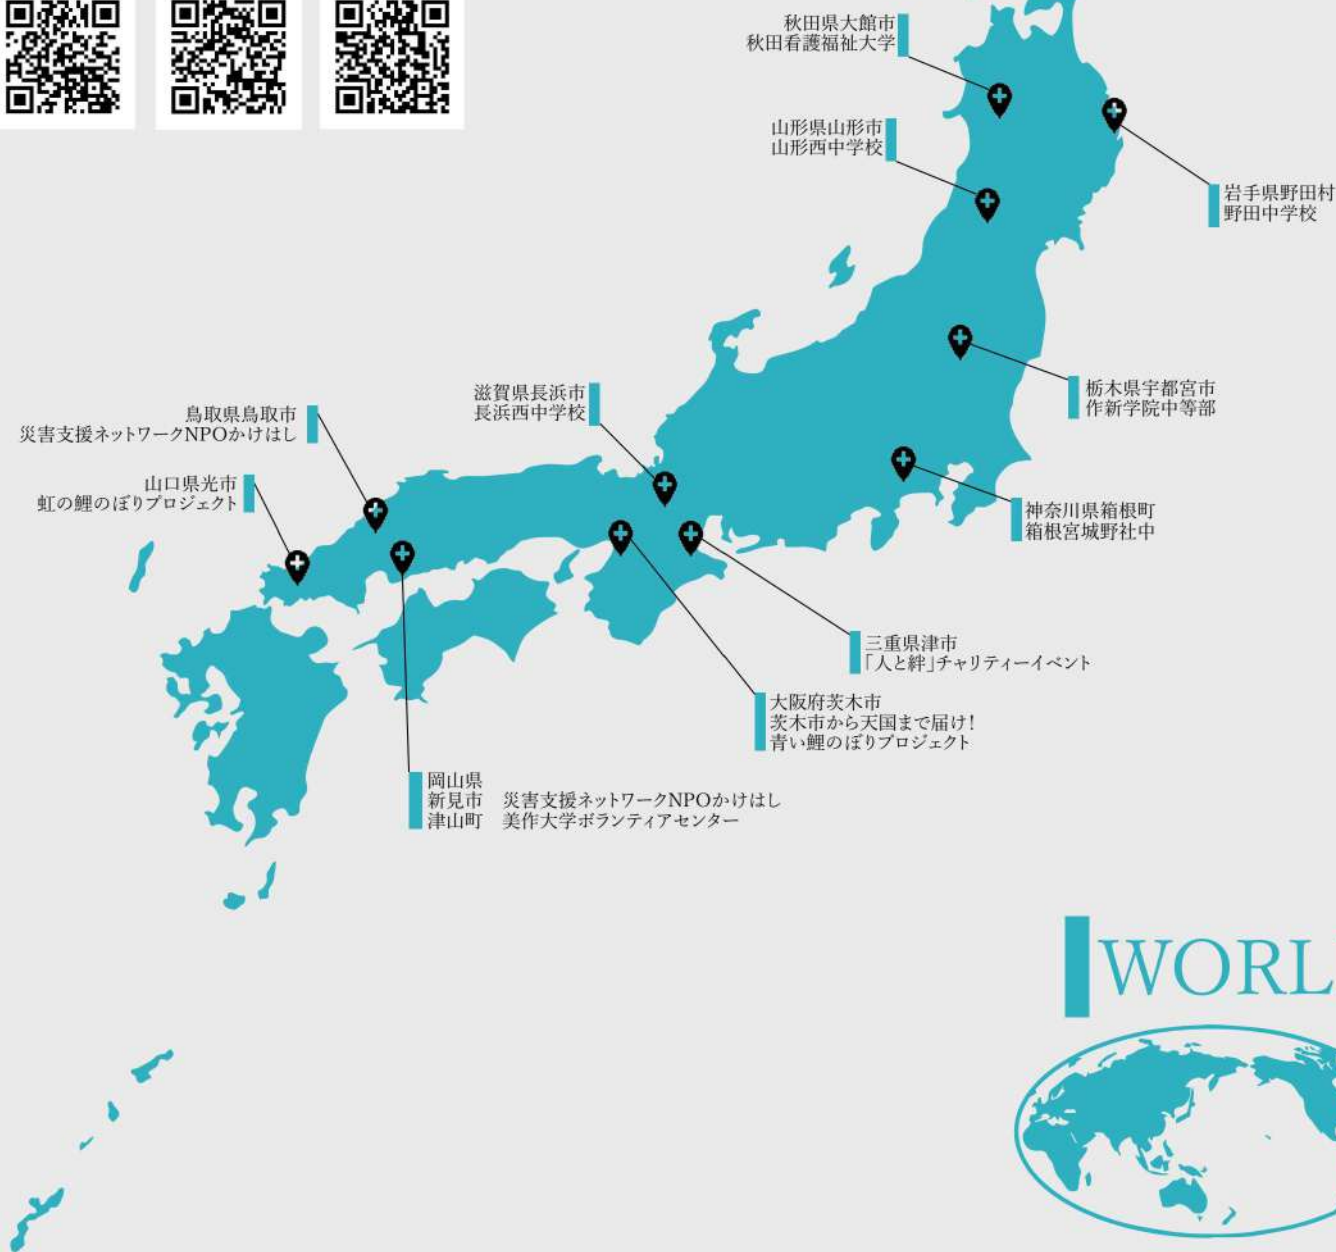 秋田県大館市
秋田看護福祉大学
山形県山形市
山形西中学校
岩手県野田村
野田中学校
栃木県宇都宮市
作新学院中等部
滋賀県長浜市
長浜西中学校
鳥取県鳥取市
災害支援ネットワークNPOかけはし
山口県光市
虹の鯉のぼりプロジェクト
神奈川県箱根町
箱根宮城野社中
三重県津市
「人と絆」チャリティーイベント
大阪府茨木市
茨木市から天国まで届け!
青い鯉のぼりプロジェクト
岡山県
新見市　災害支援ネットワークNPOかけはし
津山町　美作大学ボランティアセンター
WORL